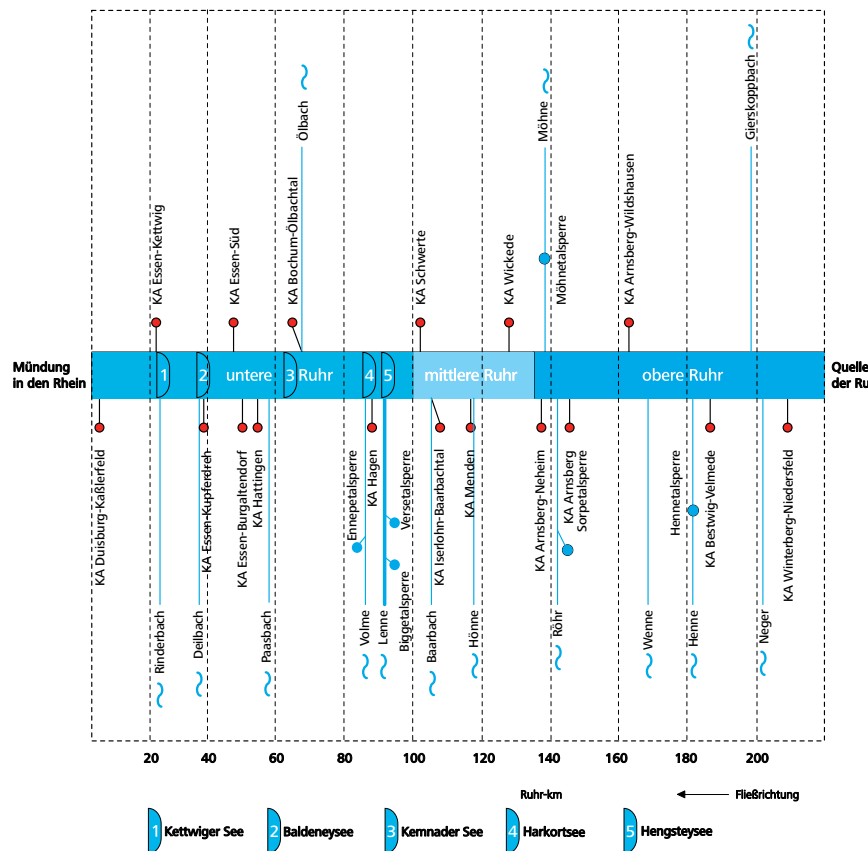 Ölbach
Möhne
Gierskoppbach
KA Essen-Kettwig
KA Essen-Süd
KA Bochum-Ölbachtal
KA Schwerte
KA Wickede
Möhnetalsperre
KA Arnsberg-Wildshausen
Mündung
in den Rhein
1
2
untere
3
Ruhr
4
5
mittlere Ruhr
obere Ruhr
Quelle
der Ru
KA Duisburg-Kaßlerfeld
KA Essen-Kupferdreh
KA Essen-Burgaltendorf
KA Hattingen
Ennepetalsperre
KA Hagen
Versetalsperre
KA Iserlohn-Baarbachtal
KA Menden
KA Arnsberg-Neheim
KA Arnsberg
Sorpetalsperre
Hennetalsperre
KA Bestwig-Velmede
KA Winterberg-Niedersfeld
Rinderbach
Deilbach
Paasbach
Volme
Lenne
Biggetalsperre
Baarbach
Hönne
Röhr
Wenne
Henne
Neger
20 40 60 80 100 120 140 160 180 200
Ruhr-km
Fließrichtung
1 Kettwiger See
2 Baldeneysee
3 Kemnader See
4 Harkortsee
5 Hengsteysee